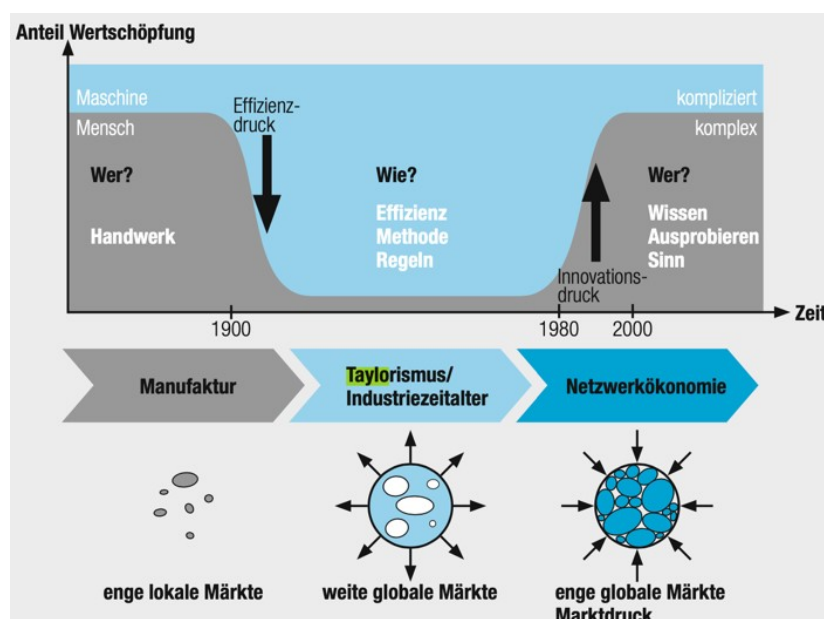 Anteil Wertschöpfung
Maschine
Mensch
Effizienz-
druck
kompliziert
komplex
Wer?
Wie?
Wer?
Handwerk
Effizienz
Methode
Regeln
Wissen
Ausprobieren
Sinn
Innovations-
druck
1900
1980
2000
Zeit
Manufaktur
Taylorismus/
Industriezeitalter
Netzwerkökonomie
enge lokale Märkte
weite globale Märkte
enge globale Märkte
Marktdruck